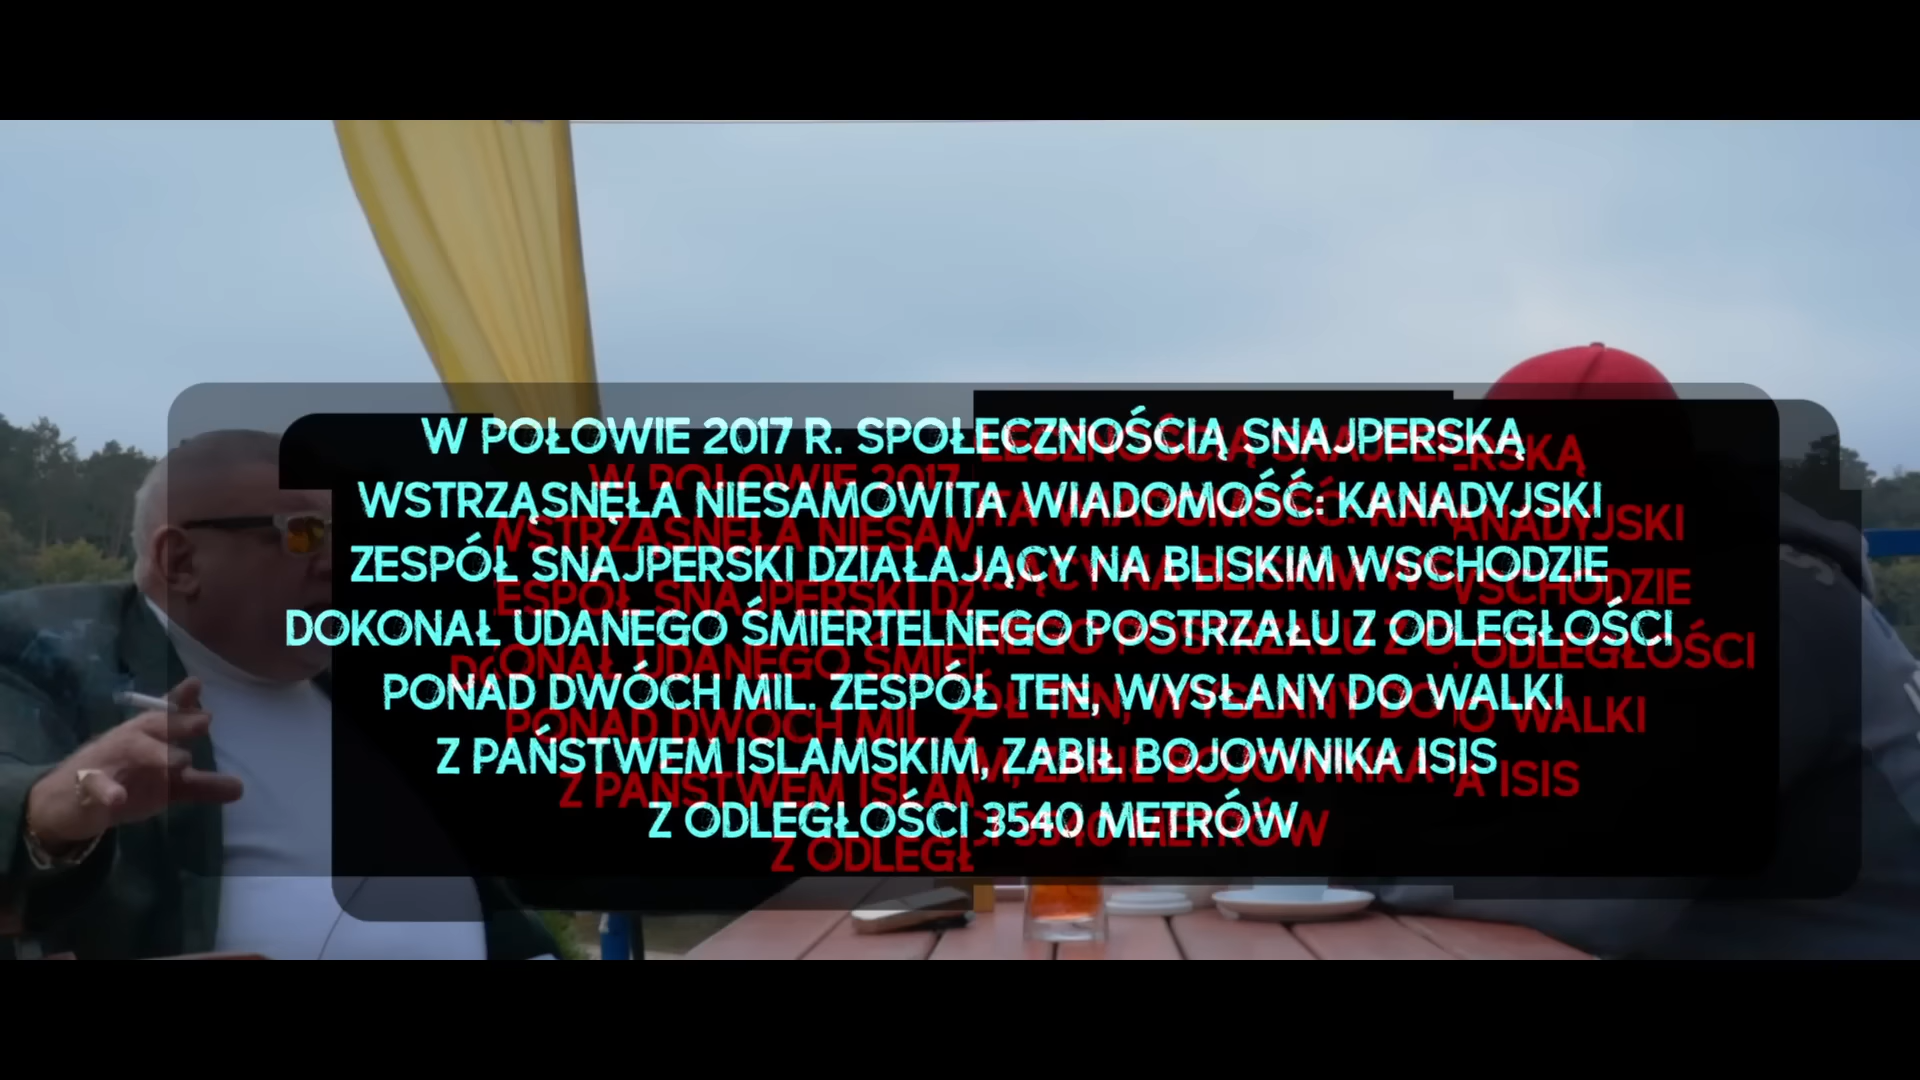 W POŁOWIE 2017 R. SPOŁECZNOŚCIĄ SNAJPERSKĄ
WSTRZĄSNĘŁA NIESAMOWITA WIADOMOŚĆ: KANADYJSKI
ZESPÓŁ SNAJPERSKI DZIAŁAJĄCY NA BLISKIM WSCHODZIE
DOKONAŁ UDANEGO ŚMIERTELNEGO POSTRZAŁU Z ODLEGŁOŚCI
PONAD DWÓCH MIL. ZESPÓŁ TEN, WYSŁANY DO WALKI
Z PAŃSTWEM ISLAMSKIM, ZABIŁ BOJOWNIKA ISIS
Z ODLEGŁOŚCI 3540 METRÓW